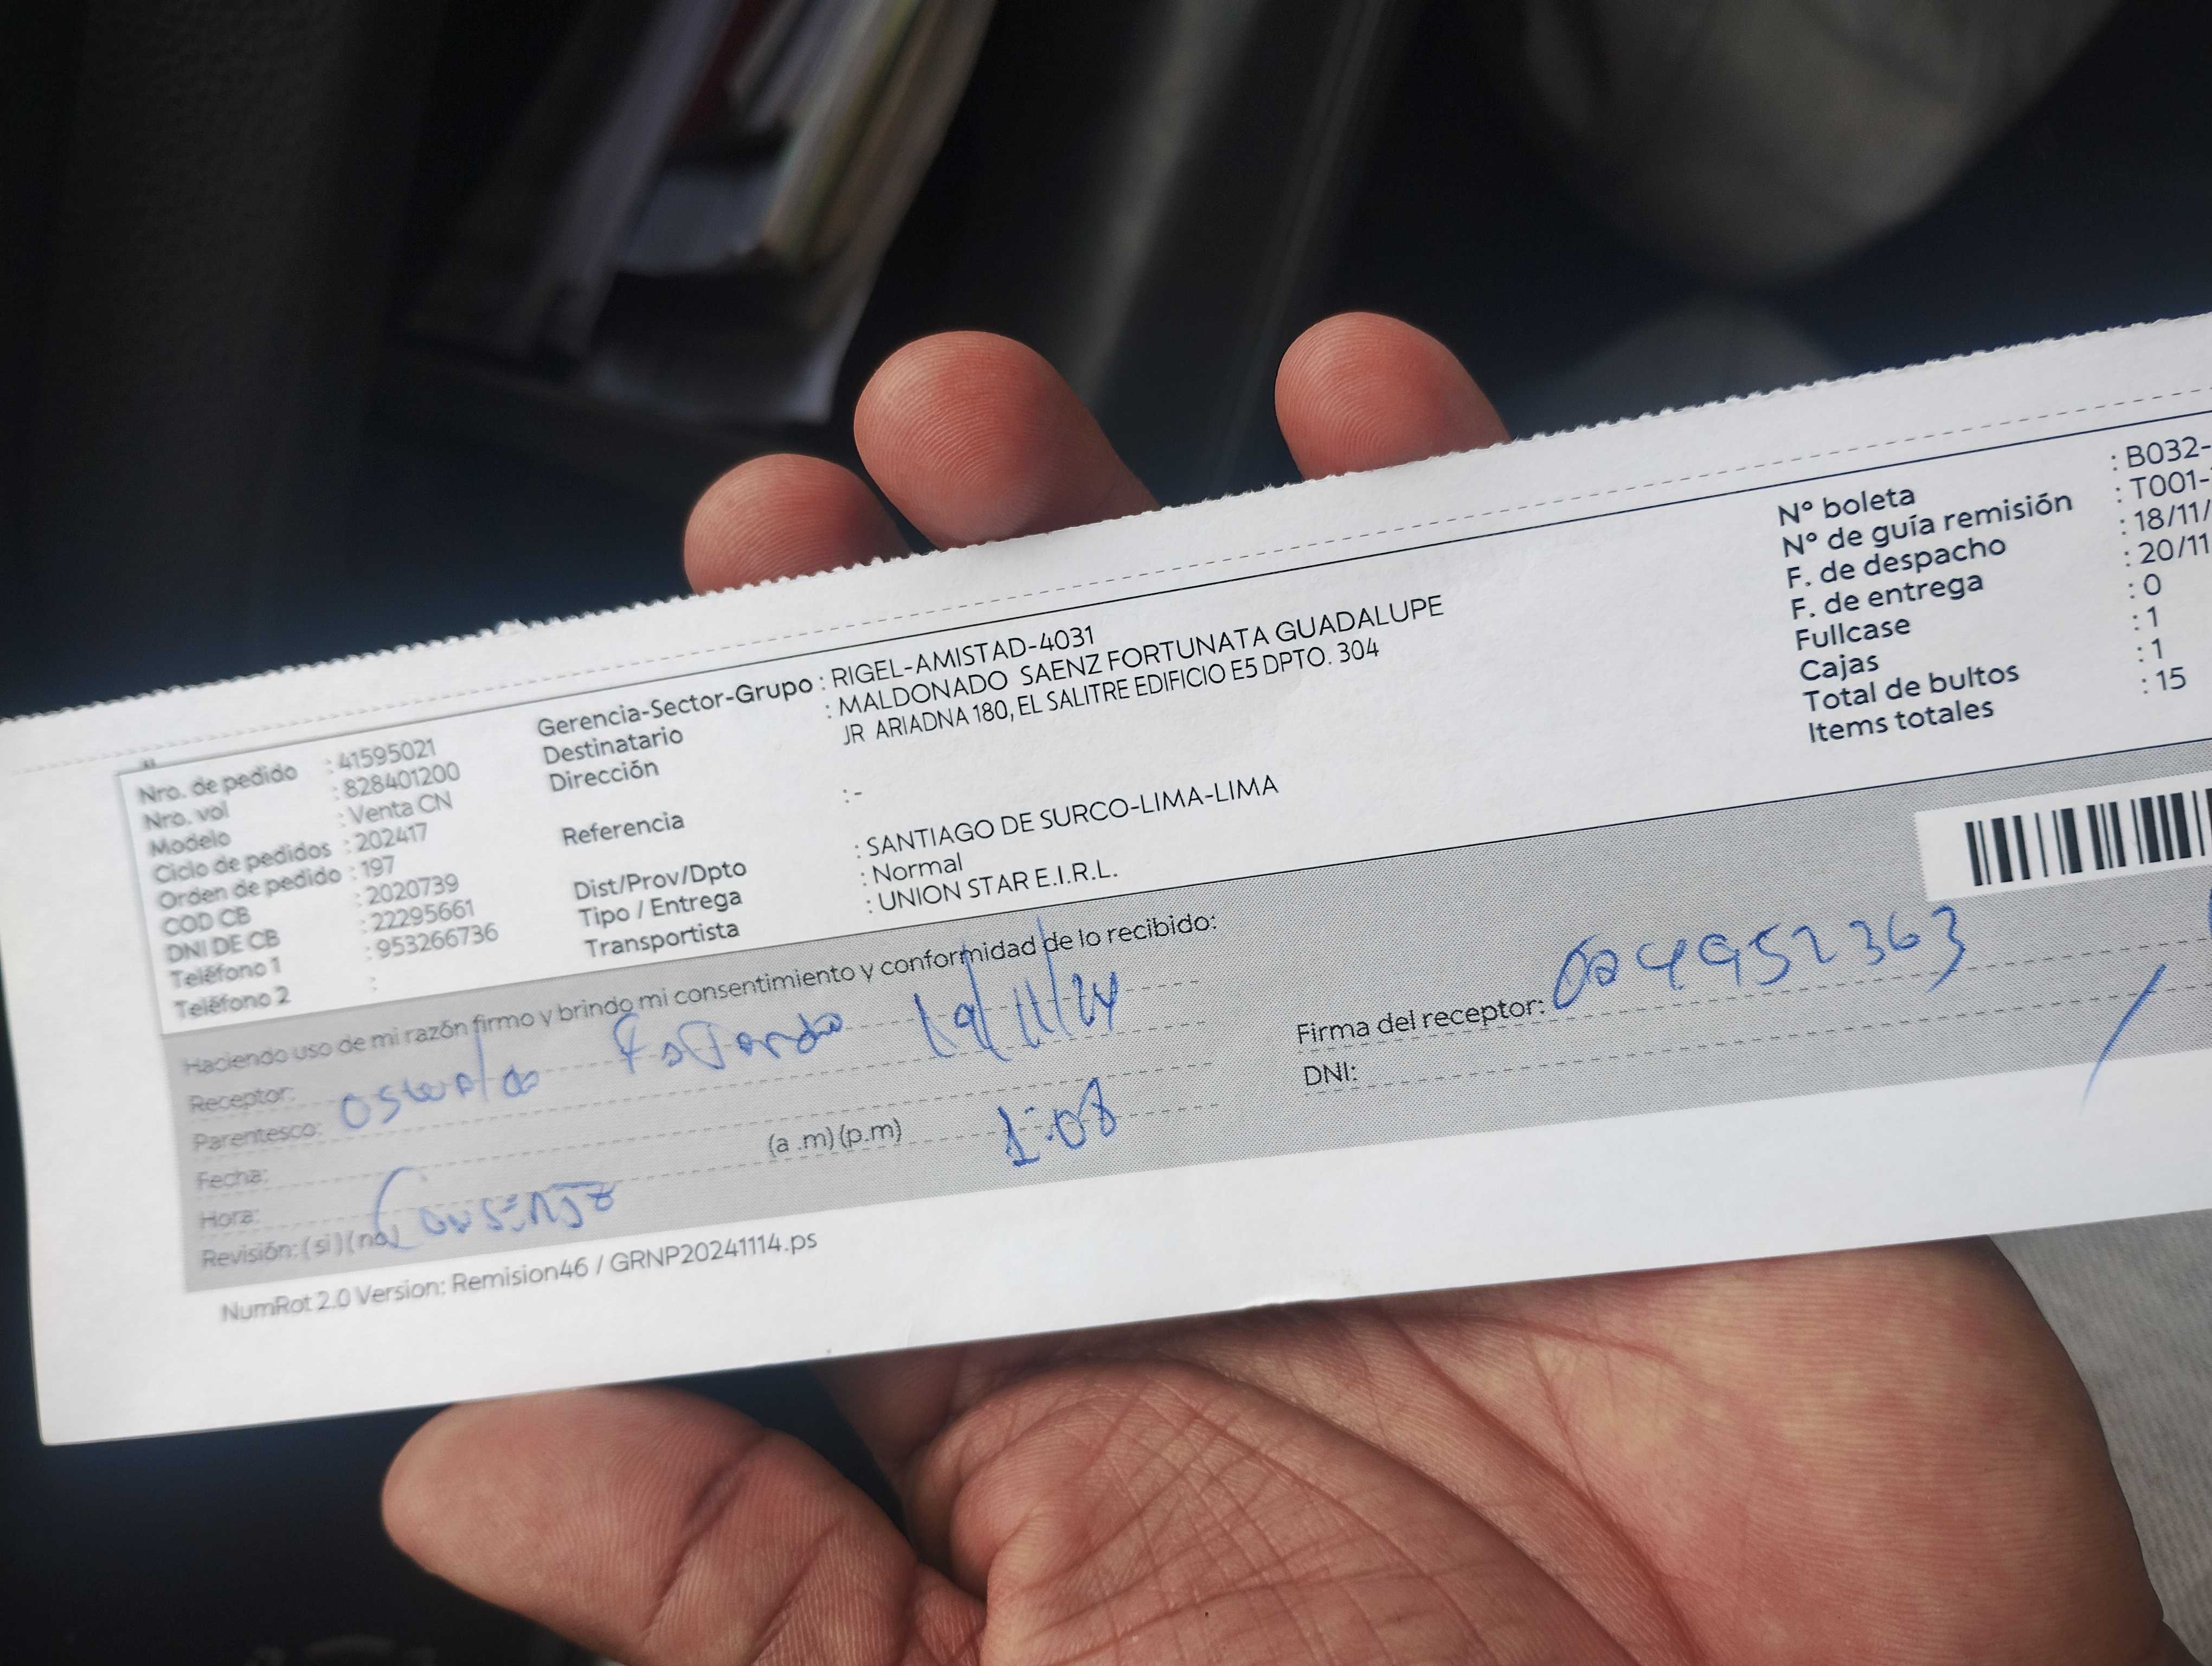 Nro. de pedido : 41595021
Nro. vol : 828401200
Modelo : Venta CN
Ciclo de pedidos : 202417
Orden de pedido : 197
COD CB : 2020739
DNI DE CB : 22295661
Teléfono 1 : 953266736
Teléfono 2 :
Gerencia-Sector-Grupo : RIGEL-AMISTAD-4031
Destinatario : MALDONADO SAENZ FORTUNATA GUADALUPE
Dirección JR ARIADNA 180, EL SALITRE EDIFICIO E5 DPTO. 304
Referencia :-
Dist/Prov/Dpto : SANTIAGO DE SURCO-LIMA-LIMA
Tipo / Entrega : Normal
Transportista : UNION STAR E.I.R.L.
N° boleta : B032-
N° de guía remisión : T001-
F. de despacho : 18/11/
F. de entrega : 20/11
Fullcase : 0
Cajas : 1
Total de bultos : 1
Items totales : 15
Haciendo uso de mi razón firmo y brindo mi consentimiento y conformidad de lo recibido:
Receptor:
Parentesco: Oswaldo 19/11/24
Fecha:
Hora: (a .m) (p.m) 1:08
Revisión: (si) (no)
Firma del receptor:
DNI:
NumRot 2.0 Version: Remision46 / GRNP20241114.ps